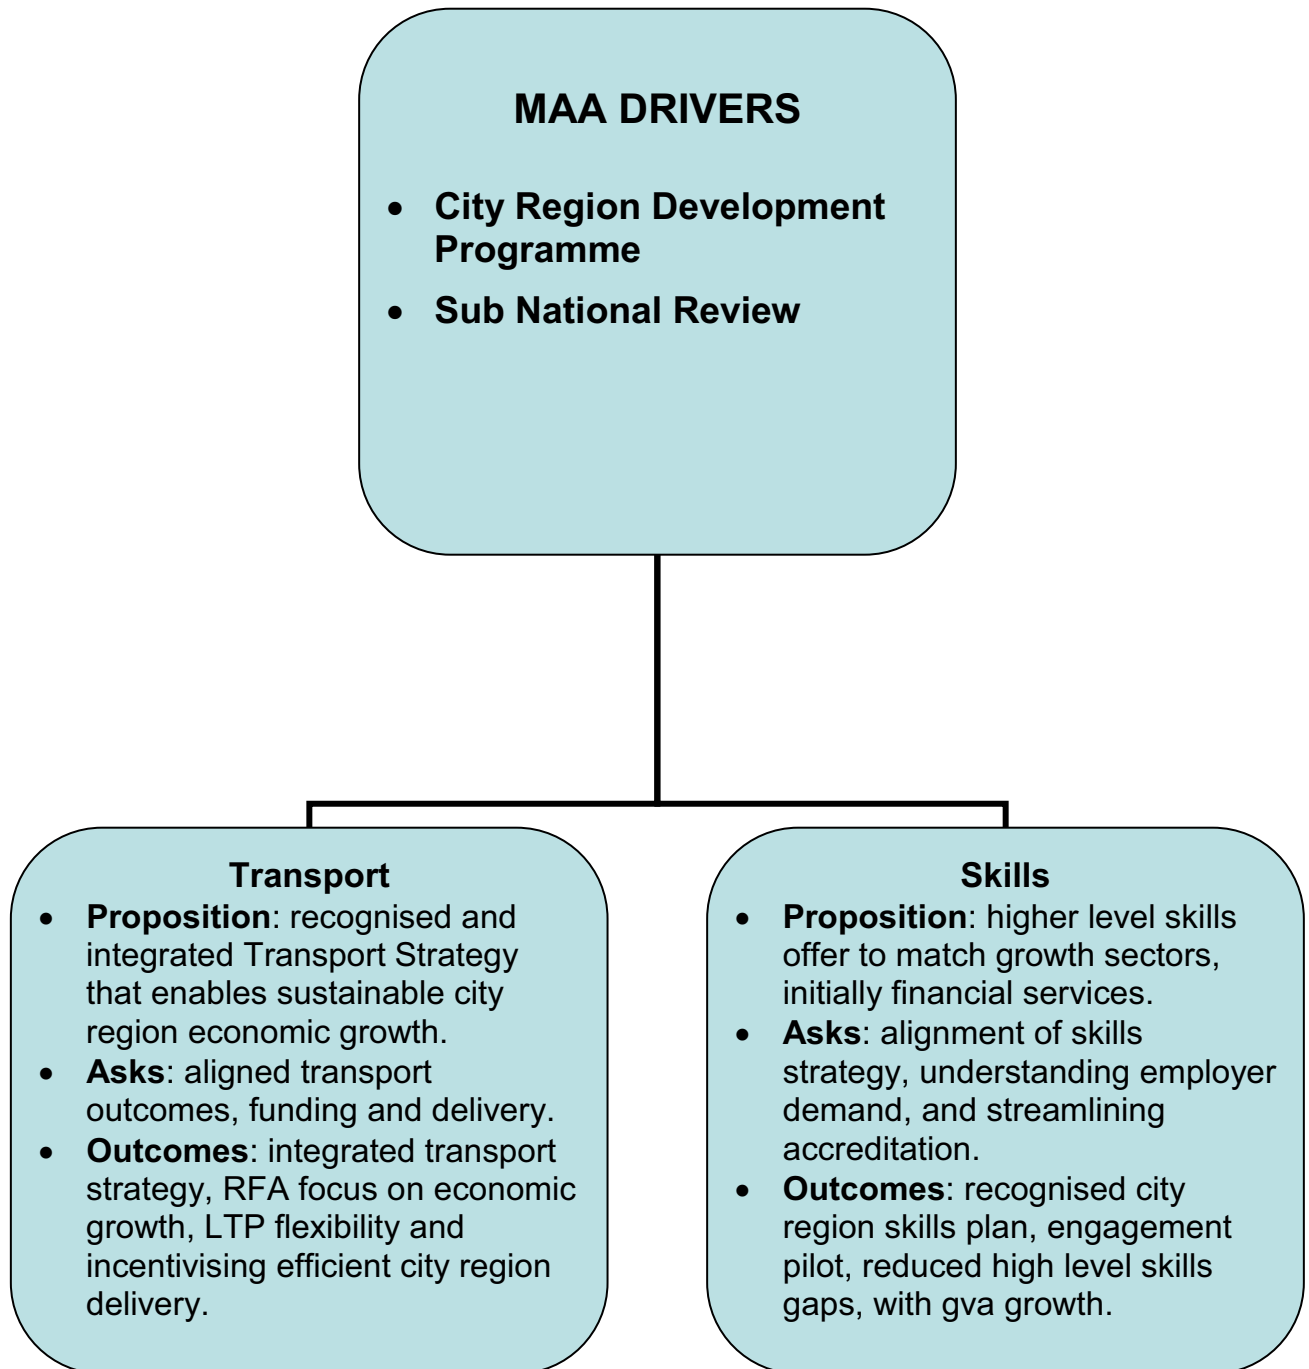 MAA DRIVERS
• City Region Development
Programme
• Sub National Review
Transport
• Proposition: recognised and
integrated Transport Strategy
that enables sustainable city
region economic growth.
• Asks: aligned transport
outcomes, funding and delivery.
• Outcomes: integrated transport
strategy, RFA focus on economic
growth, LTP flexibility and
incentivising efficient city region
delivery.
Skills
• Proposition: higher level skills
offer to match growth sectors,
initially financial services.
• Asks: alignment of skills
strategy, understanding employer
demand, and streamlining
accreditation.
• Outcomes: recognised city
region skills plan, engagement
pilot, reduced high level skills
gaps, with gva growth.